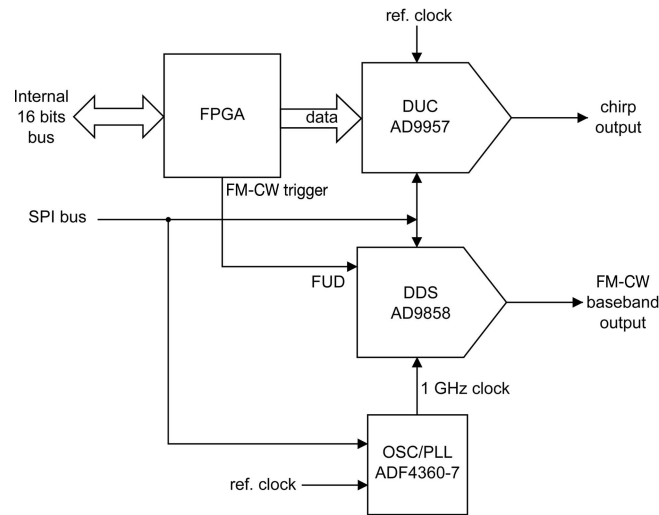 ref. clock
Internal
16 bits
bus
FPGA
data
DUC
AD9957
chirp
output
FM-CW trigger
SPI bus
FUD
DDS
AD9858
FM-CW
baseband
output
1 GHz clock
OSC/PLL
ADF4360-7
ref. clock